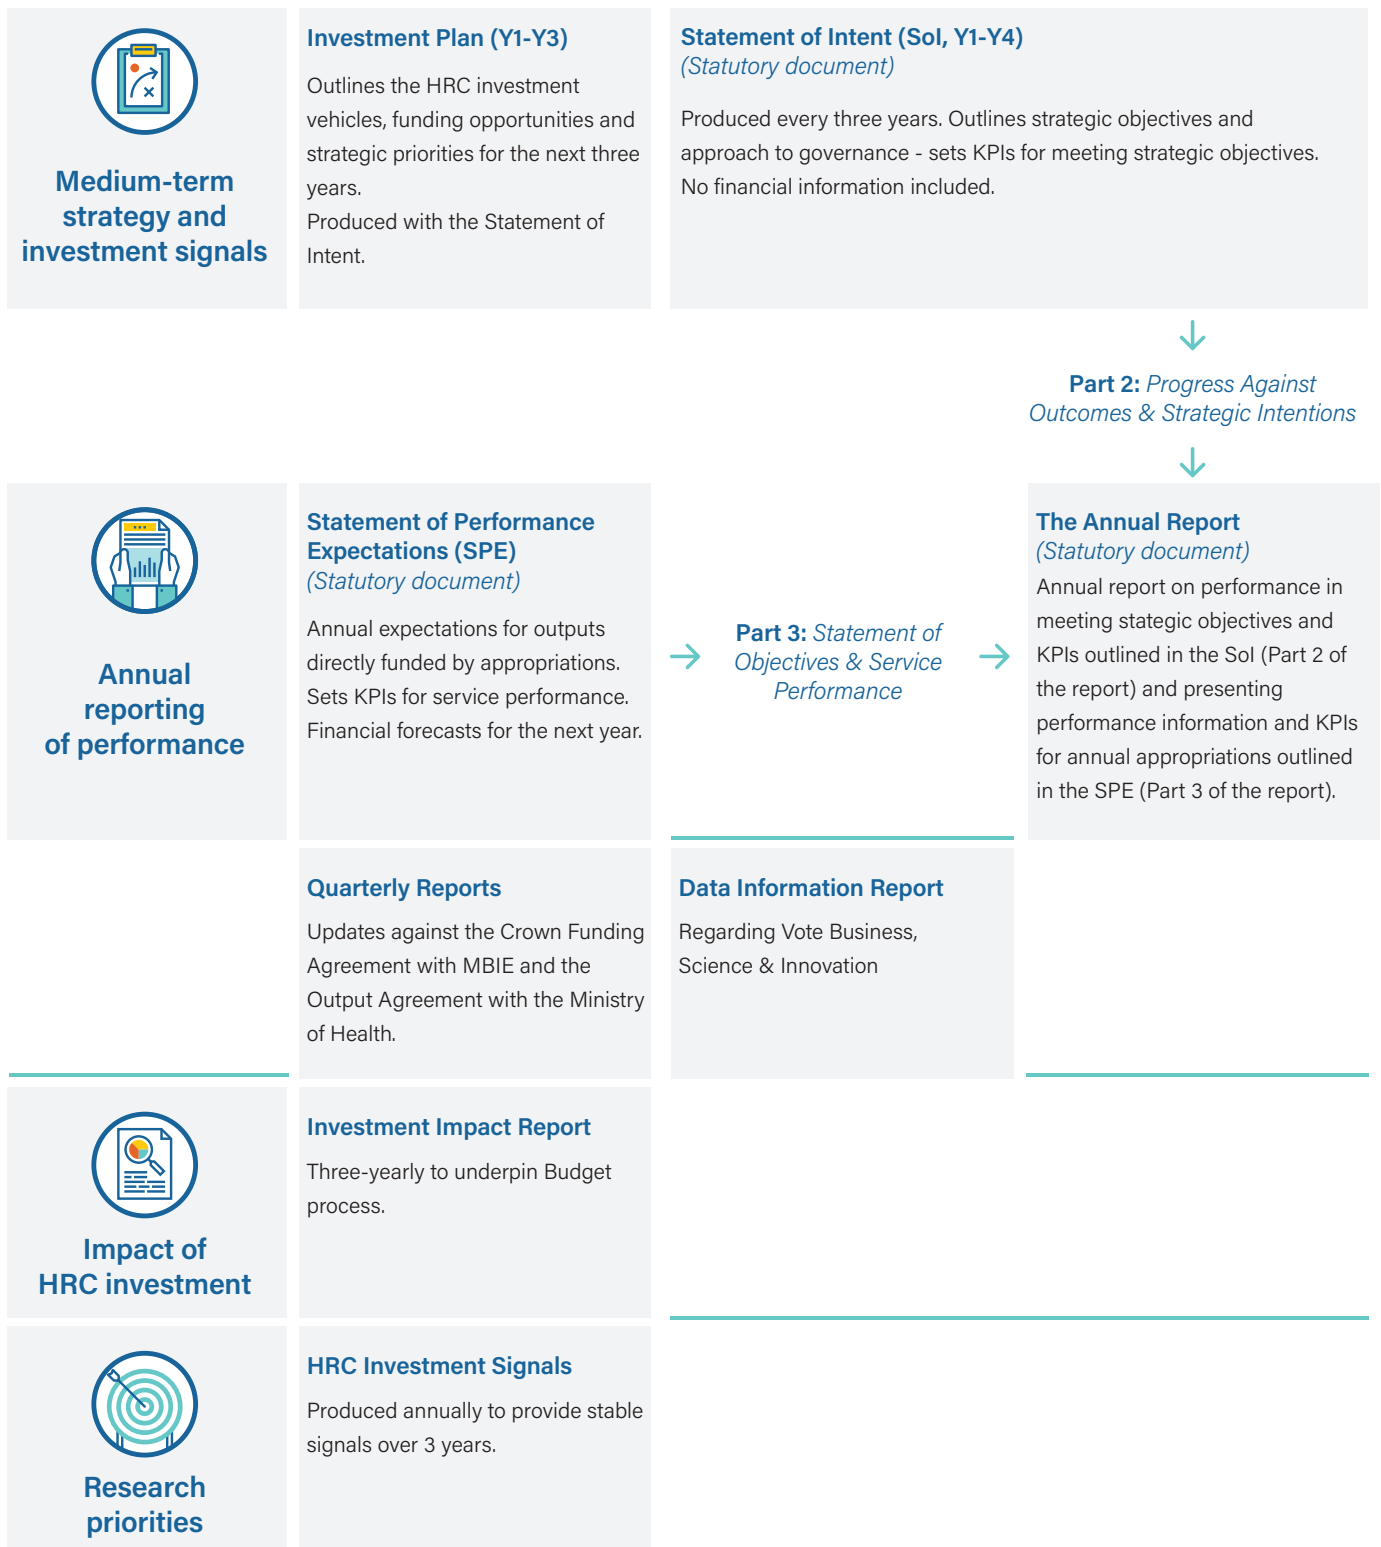 Medium-term
strategy and
investment signals
Investment Plan (Y1-Y3)
Outlines the HRC investment
vehicles, funding opportunities and
strategic priorities for the next three
years.
Produced with the Statement of
Intent.
Statement of Intent (SoI, Y1-Y4)
(Statutory document)
Produced every three years. Outlines strategic objectives and
approach to governance - sets KPIs for meeting strategic objectives.
No financial information included.
Part 2: Progress Against
Outcomes & Strategic Intentions
Annual
reporting
of performance
Statement of Performance
Expectations (SPE)
(Statutory document)
Annual expectations for outputs
directly funded by appropriations.
Sets KPIs for service performance.
Financial forecasts for the next year.
Part 3: Statement of
Objectives & Service
Performance
The Annual Report
(Statutory document)
Annual report on performance in
meeting stategic objectives and
KPIs outlined in the SoI (Part 2 of
the report) and presenting
performance information and KPIs
for annual appropriations outlined
in the SPE (Part 3 of the report).
Quarterly Reports
Updates against the Crown Funding
Agreement with MBIE and the
Output Agreement with the Ministry
of Health.
Data Information Report
Regarding Vote Business,
Science & Innovation
Impact of
HRC investment
Investment Impact Report
Three-yearly to underpin Budget
process.
Research
priorities
HRC Investment Signals
Produced annually to provide stable
signals over 3 years.